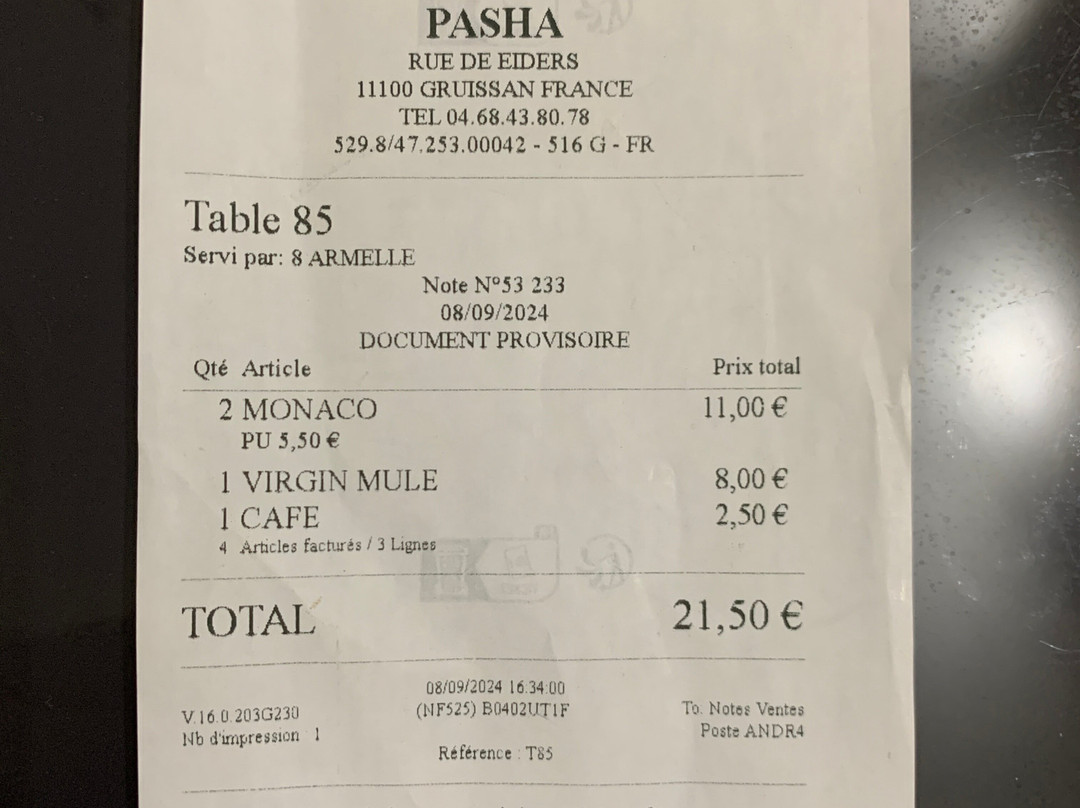 PASHA
RUE DE EIDERS
11100 GRUISSAN FRANCE
TEL 04.68.43.80.78
529.8/47.253.00042 - 516 G - FR
Table 85
Servi par: 8 ARMELLE
Note N°53 233
08/09/2024
DOCUMENT PROVISOIRE
Qté Article Prix total
2 MONACO 11,00 €
PU 5,50 €
1 VIRGIN MULE 8,00 €
1 CAFE 2,50 €
4 Articles facturés / 3 Lignes
TOTAL 21,50 €
08/09/2024 16:34:00
V.16.0.203G230 (NF525) B0402UT1F To. Notes Ventes
Nb d'impression 1 Poste ANDR4
Référence : T85